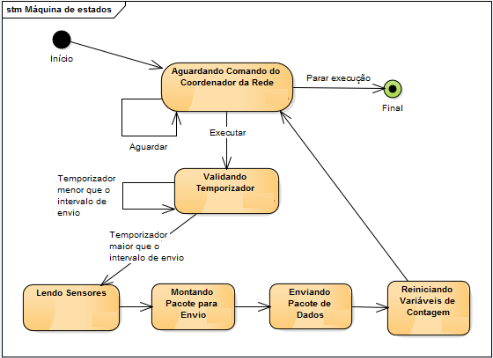 stm Máquina de estados
Início
Aguardando Comando do
Coordenador da Rede
Parar execução
Final
Aguardar
Executar
Validando
Temporizador
Temporizador
menor que o
intervalo de
envio
Temporizador
maior que o
intervalo de envio
Lendo Sensores
Montando
Pacote para
Envio
Enviando
Pacote de
Dados
Reiniciando
Variáveis de
Contagem